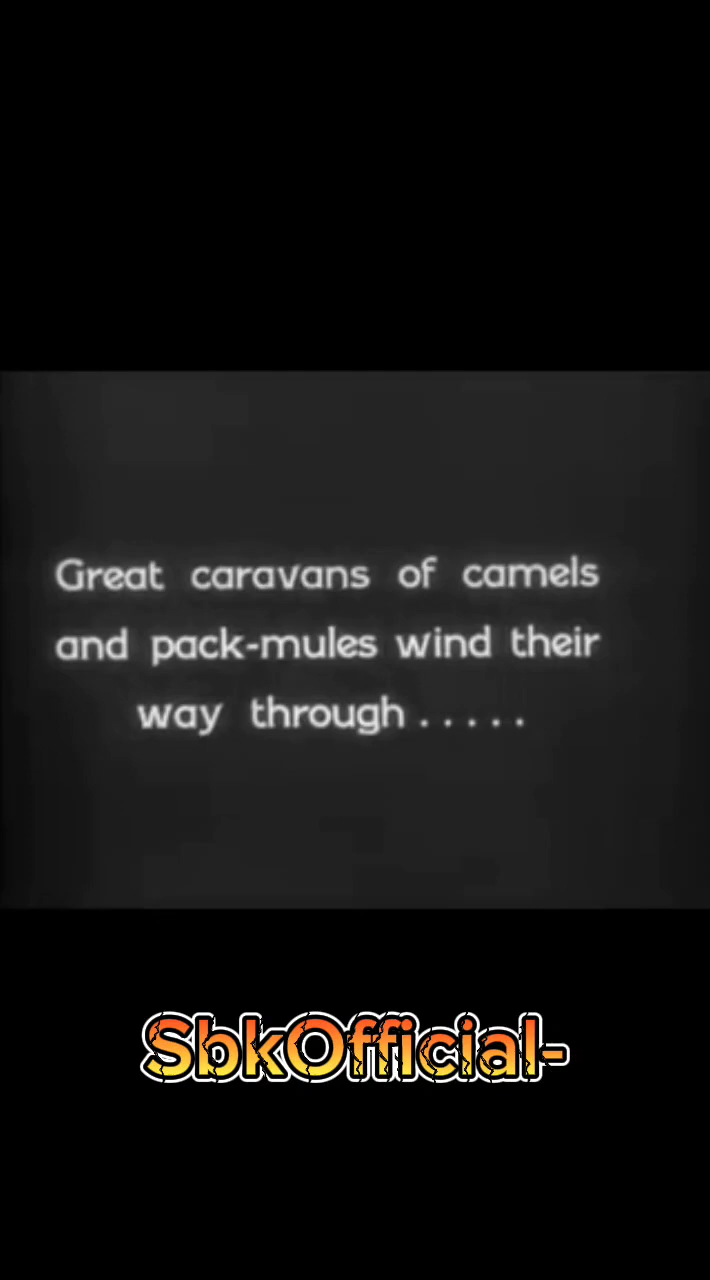 Great caravans of camels
and pack-mules wind their
way through.....
SbkOfficial-